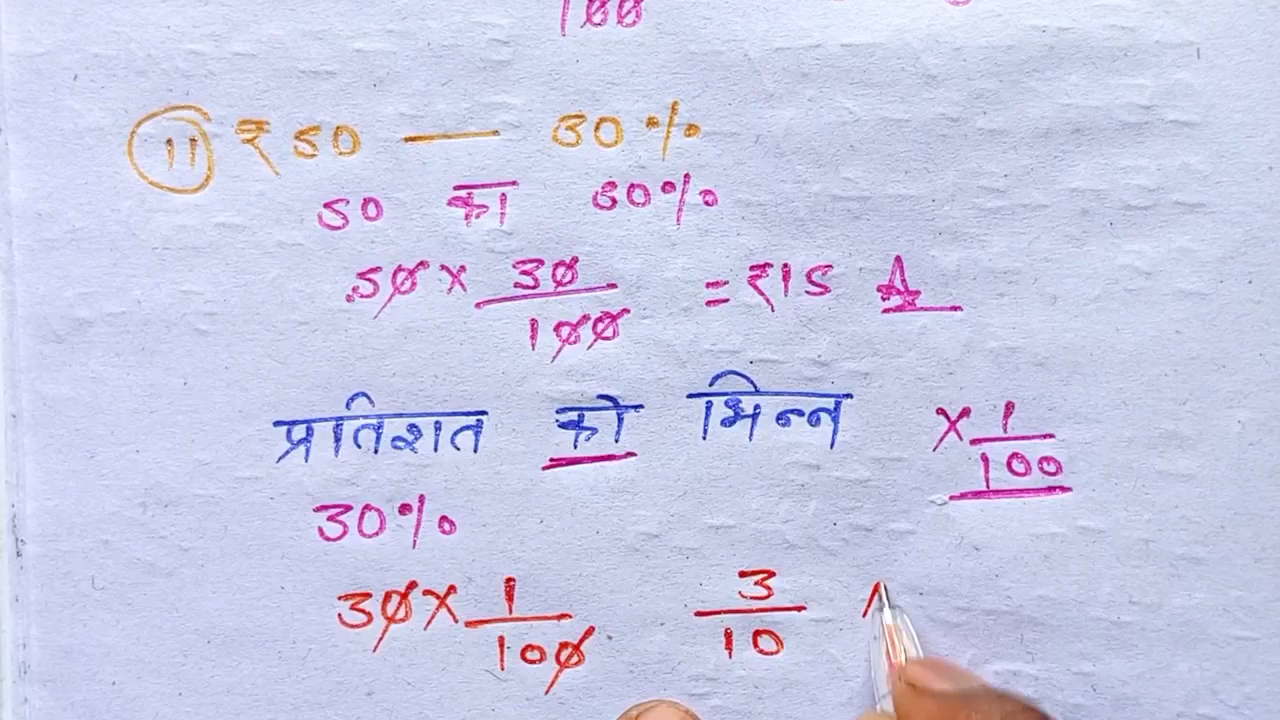 100
11 ₹50 — 30%
50 का 30%
50 × 30/100 = ₹15 A
प्रतिशत को भिन्न × 1/100
30%
30 × 1/100 3/10